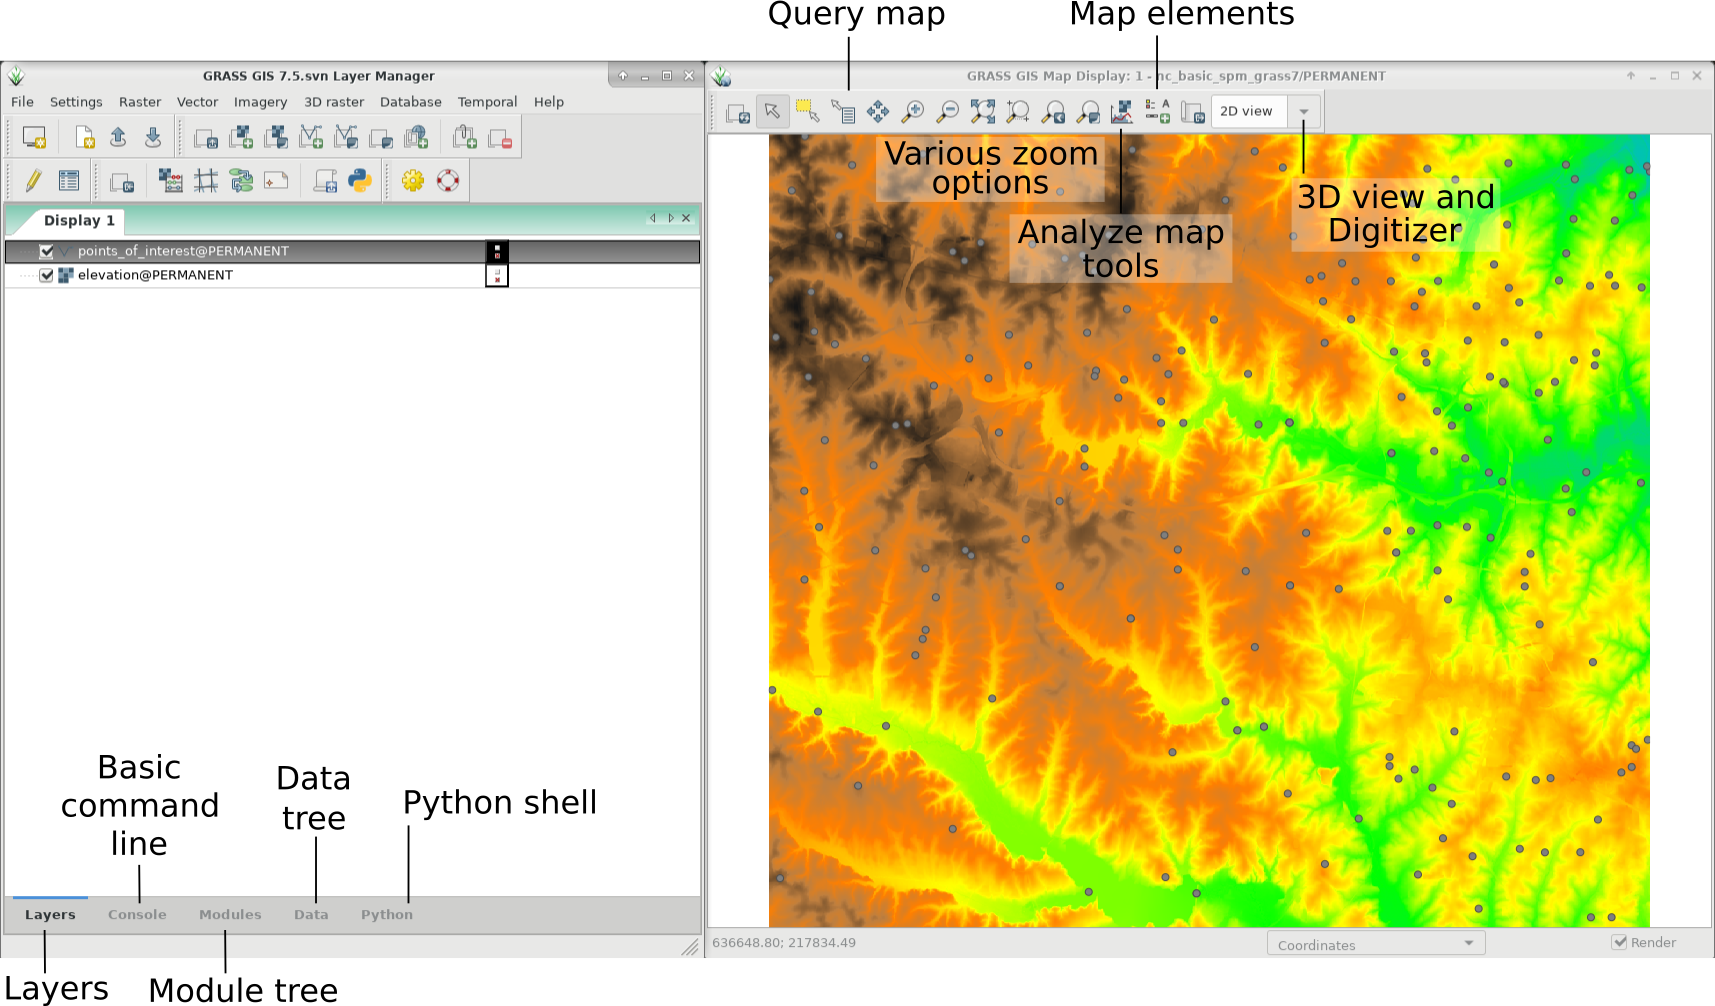 Query map
Map elements
GRASS GIS 7.5.svn Layer Manager
File Settings Raster Vector Imagery 3D raster Database Temporal Help
Display 1
points_of_interest@PERMANENT
elevation@PERMANENT
Basic
command
line
Data
tree
Python shell
Layers Console Modules Data Python
Layers
Module tree
GRASS GIS Map Display: 1 - nc_basic_spm_grass7/PERMANENT
2D view
Various zoom
options
Analyze map
tools
3D view and
Digitizer
636648.80; 217834.49
Coordinates
Render